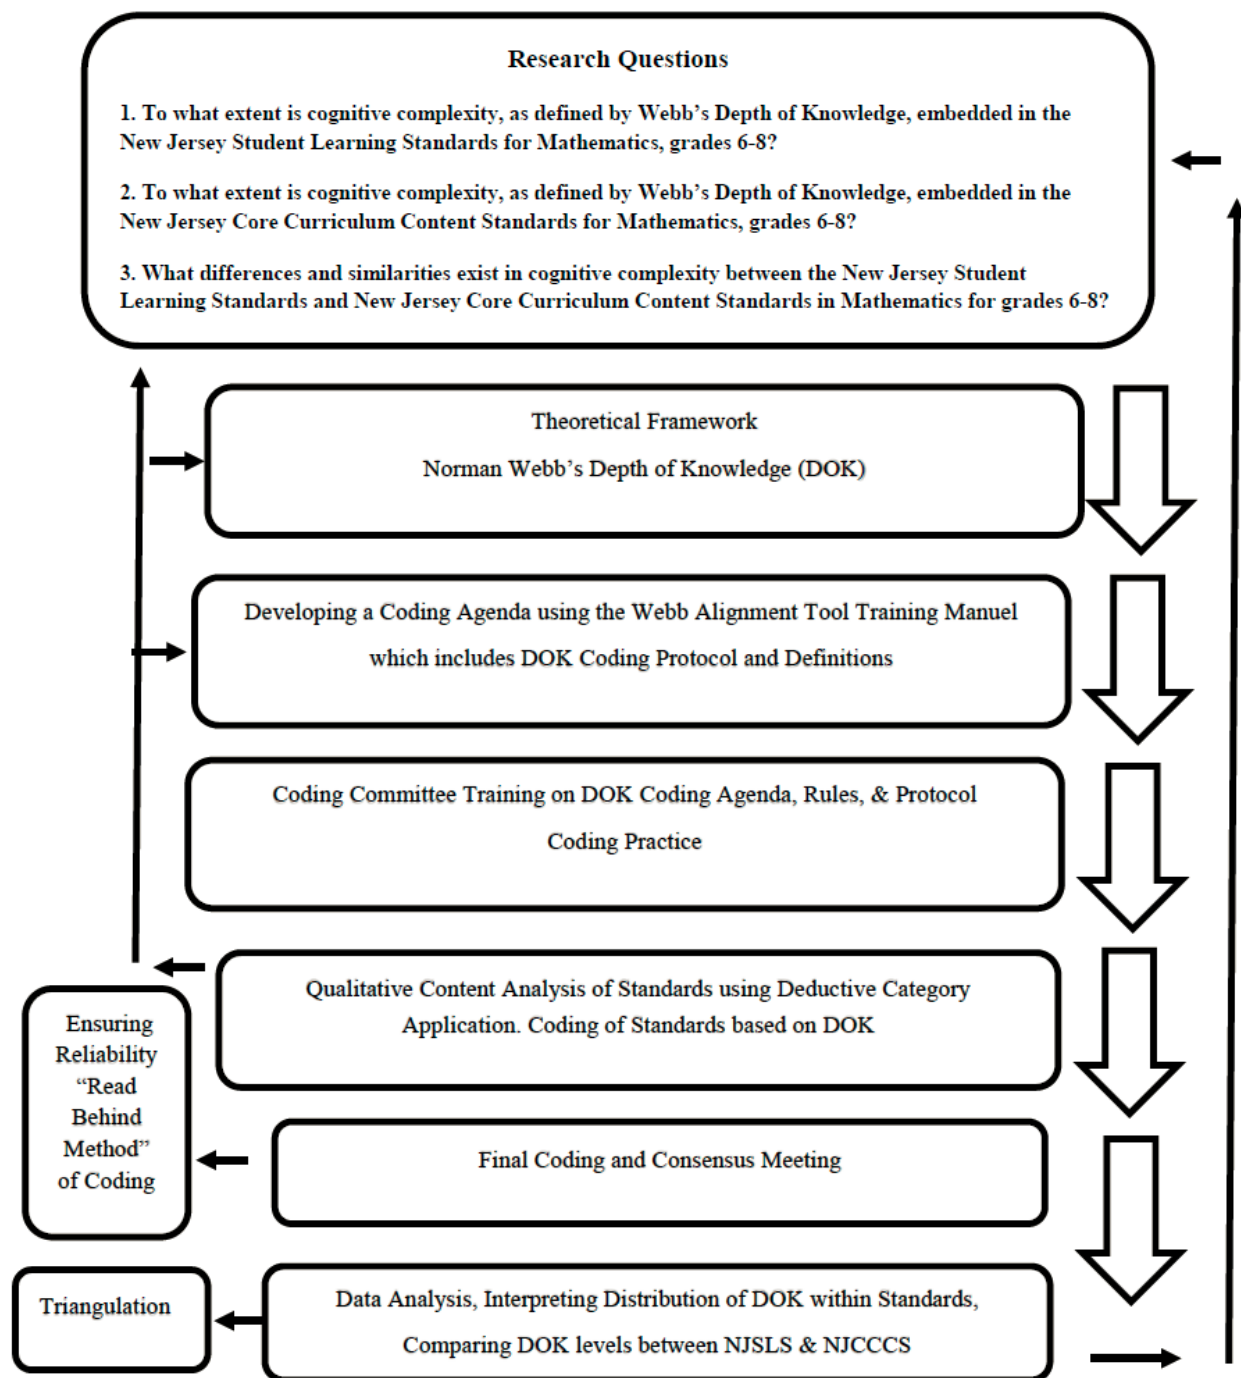 Research Questions
1. To what extent is cognitive complexity, as defined by Webb's Depth of Knowledge, embedded in the
New Jersey Student Learning Standards for Mathematics, grades 6-8?
2. To what extent is cognitive complexity, as defined by Webb's Depth of Knowledge, embedded in the
New Jersey Core Curriculum Content Standards for Mathematics, grades 6-8?
3. What differences and similarities exist in cognitive complexity between the New Jersey Student
Learning Standards and New Jersey Core Curriculum Content Standards in Mathematics for grades 6-8?
Theoretical Framework
Norman Webb's Depth of Knowledge (DOK)
Developing a Coding Agenda using the Webb Alignment Tool Training Manuel
which includes DOK Coding Protocol and Definitions
Coding Committee Training on DOK Coding Agenda, Rules, & Protocol
Coding Practice
Qualitative Content Analysis of Standards using Deductive Category
Application. Coding of Standards based on DOK
Ensuring
Reliability
“Read
Behind
Method”
of Coding
Final Coding and Consensus Meeting
Triangulation
Data Analysis, Interpreting Distribution of DOK within Standards,
Comparing DOK levels between NJSLS & NJCCCS